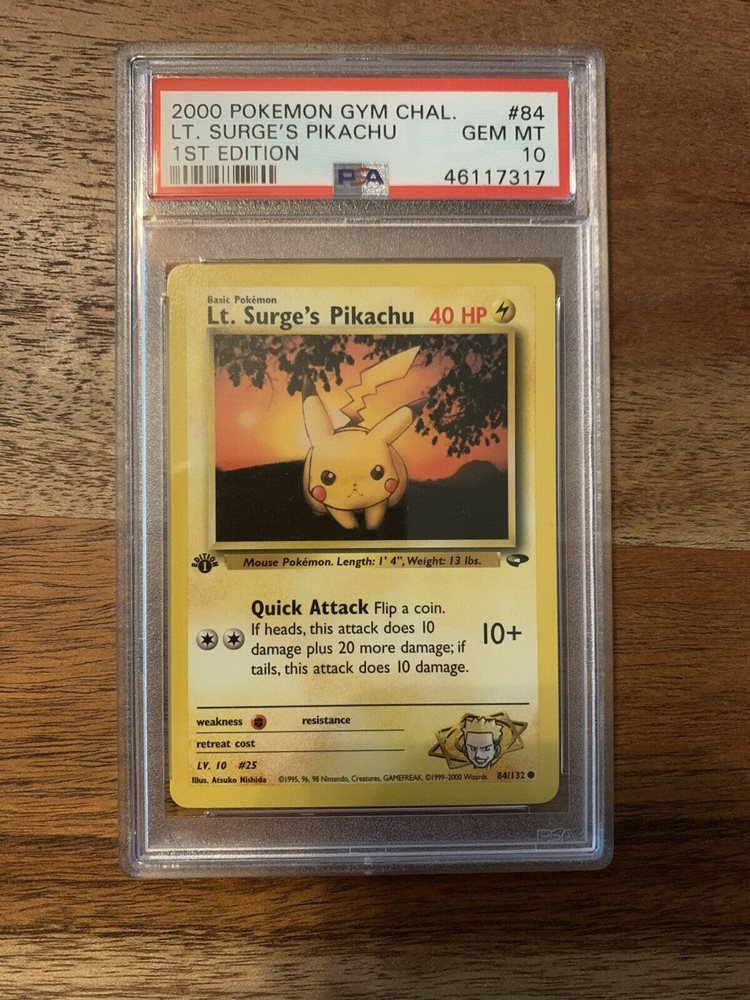 2000 POKEMON GYM CHAL. #84
LT. SURGE'S PIKACHU GEM MT
1ST EDITION 10
PSA 46117317
Basic Pokémon
Lt. Surge's Pikachu 40 HP
EDITION 1
Mouse Pokémon. Length: 1' 4", Weight: 13 lbs.
Quick Attack Flip a coin.
If heads, this attack does 10
damage plus 20 more damage; if
tails, this attack does 10 damage.
10+
weakness resistance
retreat cost
LV. 10 #25
Illus. Atsuko Nishida ©1995, 96, 98 Nintendo, Creatures, GAMEFREAK. ©1999-2000 Wizards. 84/132
PSA